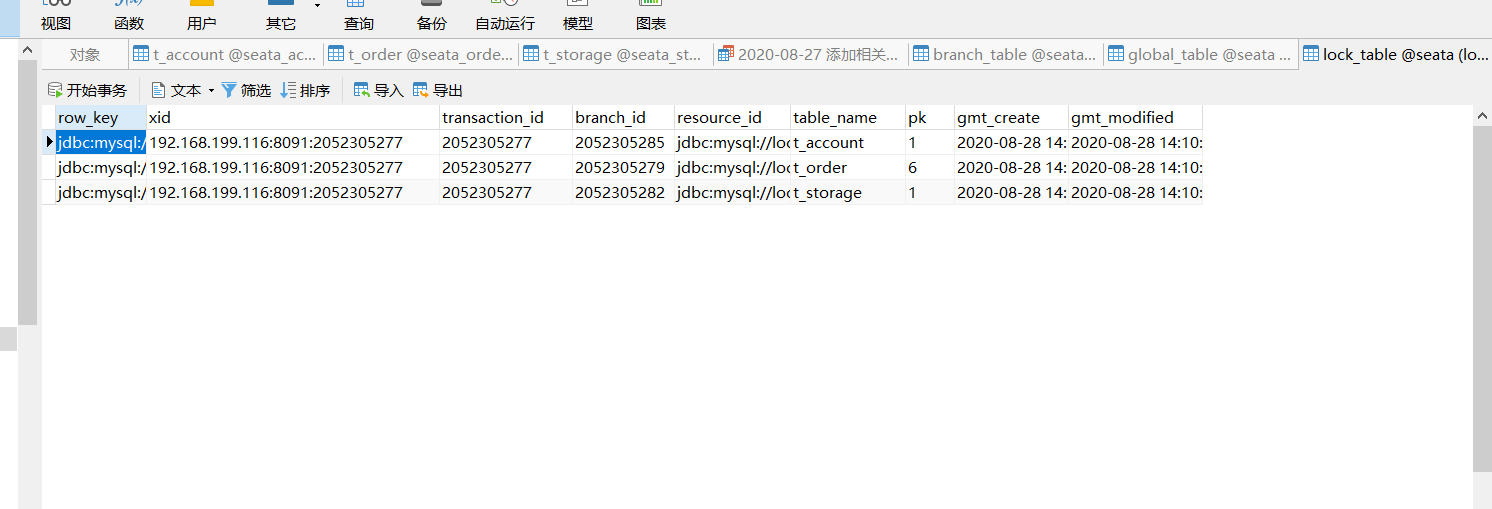 视图 函数 用户 其它 查询 备份 自动运行 模型 图表
对象 t_account @seata_ac... t_order @seata_orde... t_storage @seata_st... 2020-08-27 添加相关... branch_table @seata... global_table @seata ... lock_table @seata (lo...
开始事务 文本 筛选 排序 导入 导出
row_key xid transaction_id branch_id resource_id table_name pk gmt_create gmt_modified
jdbc:mysql:/ 192.168.199.116:8091:2052305277 2052305277 2052305285 jdbc:mysql://loc t_account 1 2020-08-28 14: 2020-08-28 14:10:
jdbc:mysql:/ 192.168.199.116:8091:2052305277 2052305277 2052305279 jdbc:mysql://loc t_order 6 2020-08-28 14: 2020-08-28 14:10:
jdbc:mysql:/ 192.168.199.116:8091:2052305277 2052305277 2052305282 jdbc:mysql://loc t_storage 1 2020-08-28 14: 2020-08-28 14:10: